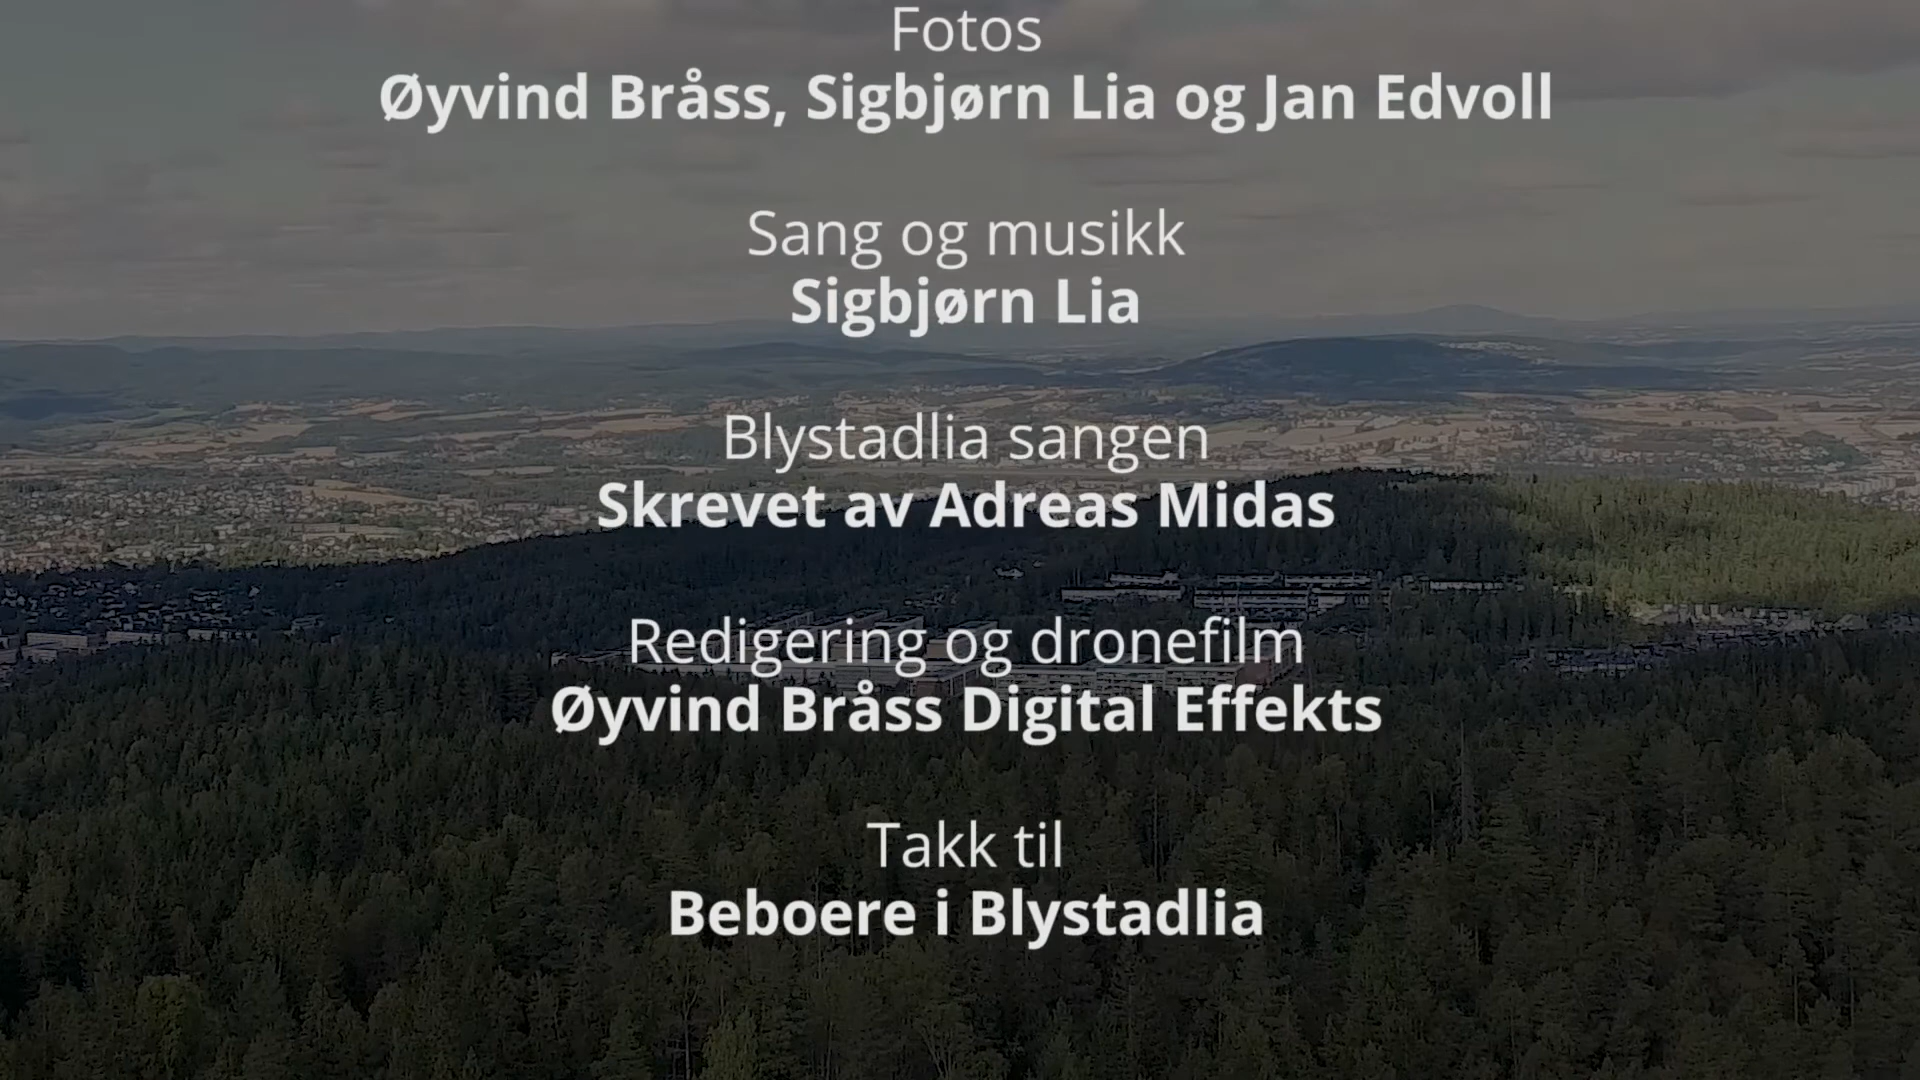 Fotos
Øyvind Bråss, Sigbjørn Lia og Jan Edvoll
Sang og musikk
Sigbjørn Lia
Blystadlia sangen
Skrevet av Adreas Midas
Redigering og dronefilm
Øyvind Bråss Digital Effekts
Takk til
Beboere i Blystadlia